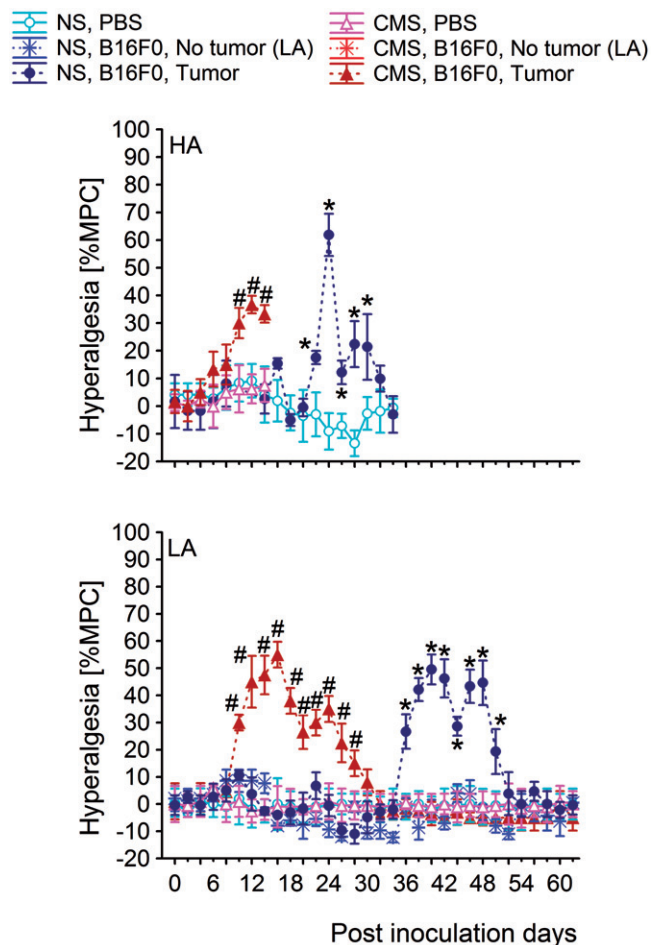 NS, PBS
CMS, PBS
NS, B16F0, No tumor (LA)
CMS, B16F0, No tumor (LA)
NS, B16F0, Tumor
CMS, B16F0, Tumor
HA
Hyperalgesia [%MPC]
100
90
80
70
60
50
40
30
20
10
0
-10
-20
# # #
* * * * *
LA
Hyperalgesia [%MPC]
100
90
80
70
60
50
40
30
20
10
0
-10
-20
# # # # # # # # # # #
* * * * * * * *
0 6 12 18 24 30 36 42 48 54 60
Post inoculation days